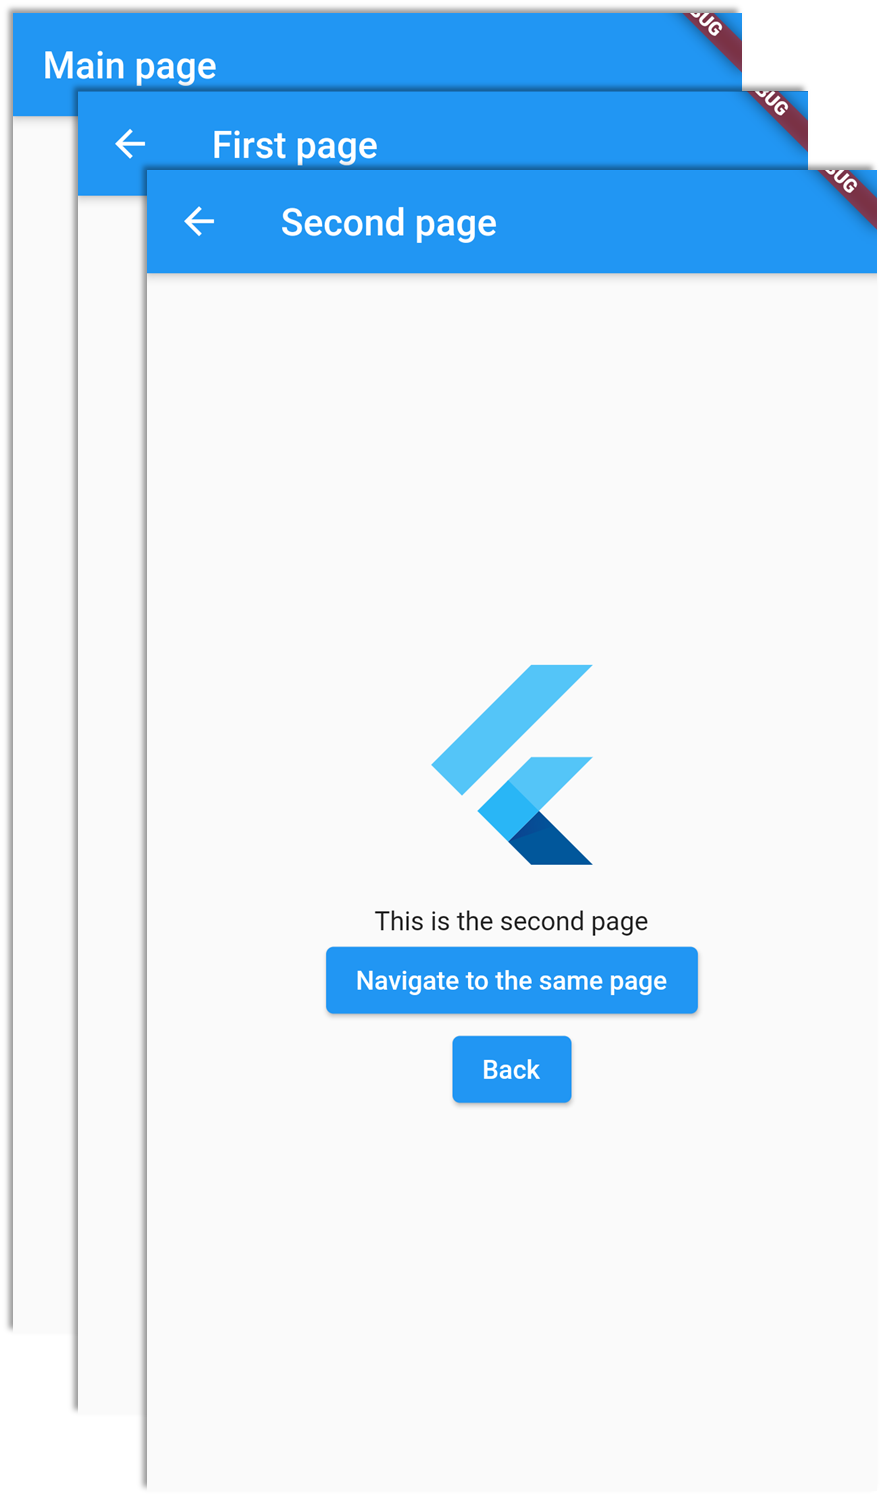 Main page
BUG
First page
BUG
Second page
BUG
This is the second page
Navigate to the same page
Back